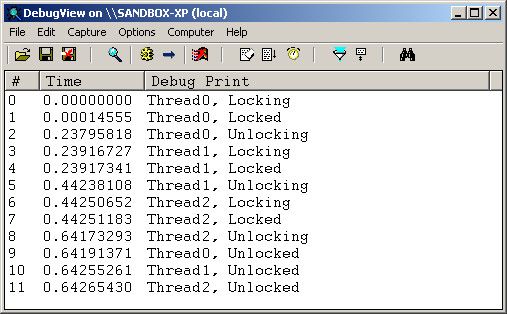 DebugView on \\SANDBOX-XP (local)
File Edit Capture Options Computer Help
# Time Debug Print
0 0.00000000 Thread0, Locking
1 0.00014555 Thread0, Locked
2 0.23795818 Thread0, Unlocking
3 0.23916727 Thread1, Locking
4 0.23917341 Thread1, Locked
5 0.44238108 Thread1, Unlocking
6 0.44250652 Thread2, Locking
7 0.44251183 Thread2, Locked
8 0.64173293 Thread2, Unlocking
9 0.64191371 Thread0, Unlocked
10 0.64255261 Thread1, Unlocked
11 0.64265430 Thread2, Unlocked